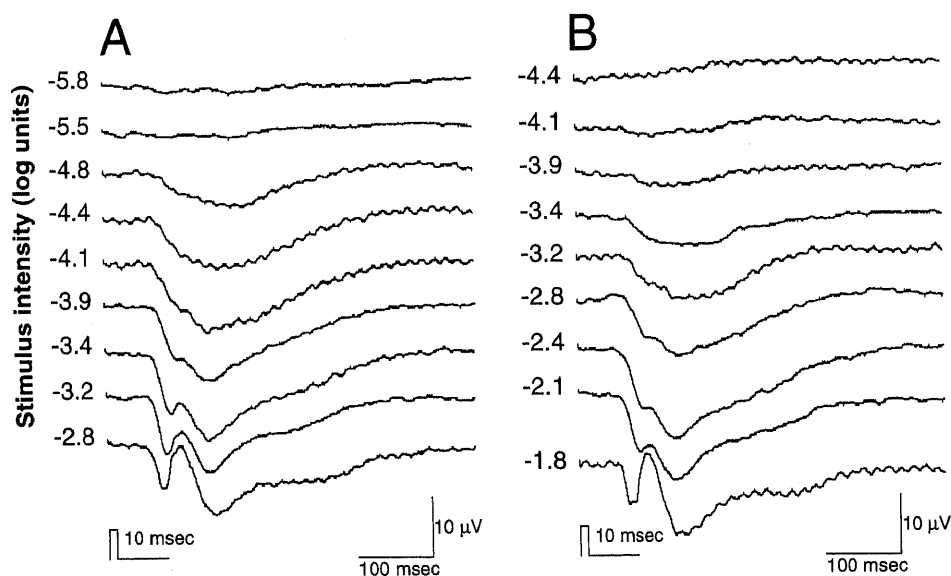 A
B
Stimulus intensity (log units)
-5.8
-5.5
-4.8
-4.4
-4.1
-3.9
-3.4
-3.2
-2.8
10 msec
100 msec
10 µV
-4.4
-4.1
-3.9
-3.4
-3.2
-2.8
-2.4
-2.1
-1.8
10 msec
100 msec
10 µV